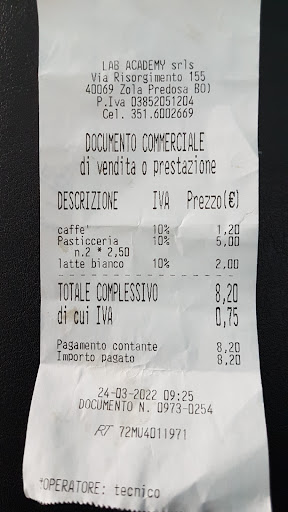 LAB ACADEMY srls
Via Risorgimento 155
40069 Zola Predosa BO)
P.Iva 03852051204
Cel. 351.6002669
DOCUMENTO COMMERCIALE
di vendita o prestazione
DESCRIZIONE IVA Prezzo(€)
caffe' 10% 1,20
Pasticceria 10% 5,00
n.2 * 2,50
latte bianco 10% 2,00
TOTALE COMPLESSIVO 8,20
di cui IVA 0,75
Pagamento contante 8,20
Importo pagato 8,20
24-03-2022 09:25
DOCUMENTO N. 0973-0254
RT 72MU4011971
*OPERATORE: tecnico